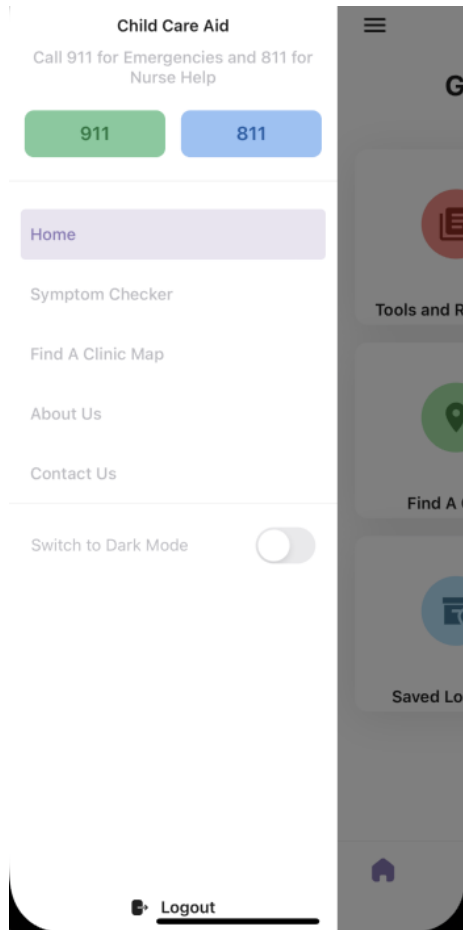 Child Care Aid
Call 911 for Emergencies and 811 for
Nurse Help
911
811
Home
Symptom Checker
Find A Clinic Map
About Us
Contact Us
Switch to Dark Mode
Logout
G
Tools and R
Find A
Saved Lo